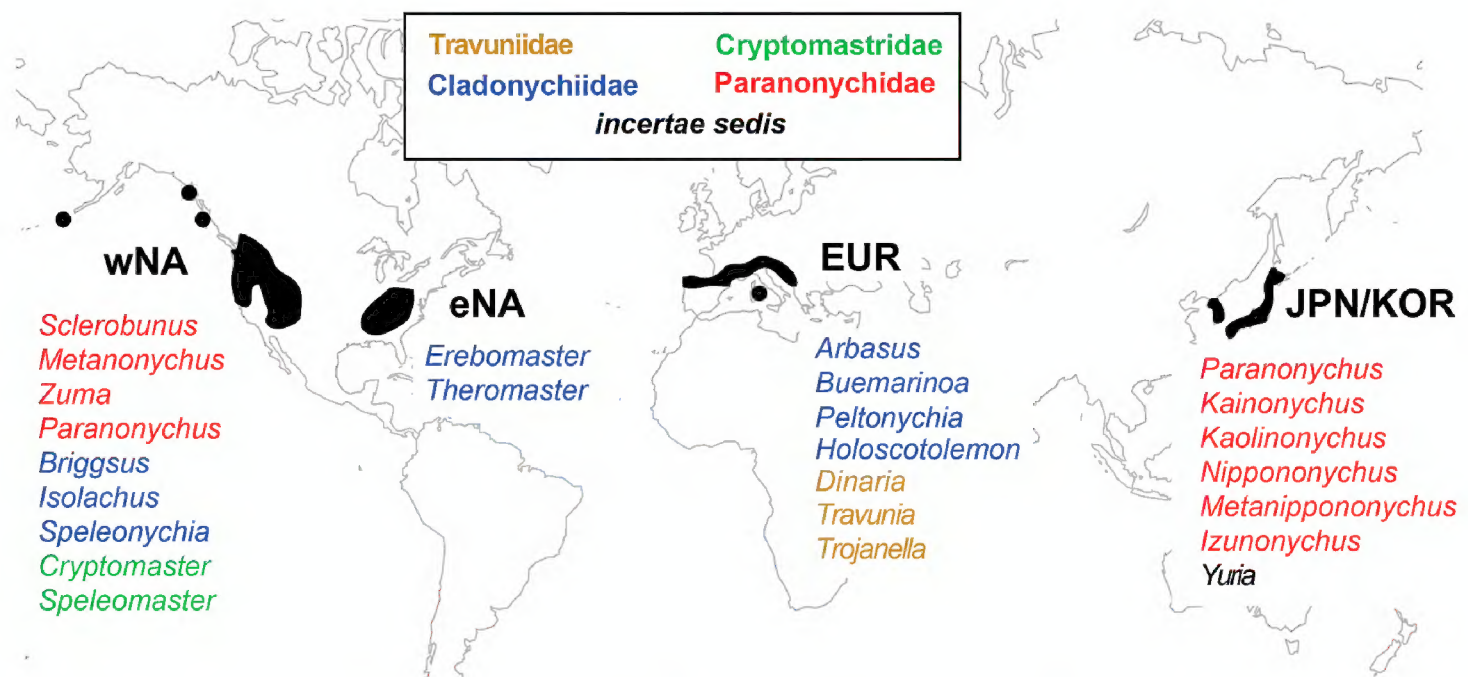 Travuniidae Cryptomastridae
Cladonychiidae Paranonychidae
incertae sedis
wNA
Sclerobunus
Metanonychus
Zuma
Paranonychus
Briggsus
Isolachus
Speleonychia
Cryptomaster
Speleomaster
eNA
Erebomaster
Theromaster
EUR
Arbasus
Buemarinoa
Peltonychia
Holoscotolemon
Dinaria
Travunia
Trojanella
JPN/KOR
Paranonychus
Kainonychus
Kaolinonychus
Nippononychus
Metanippononychus
Izunonychus
Yuria